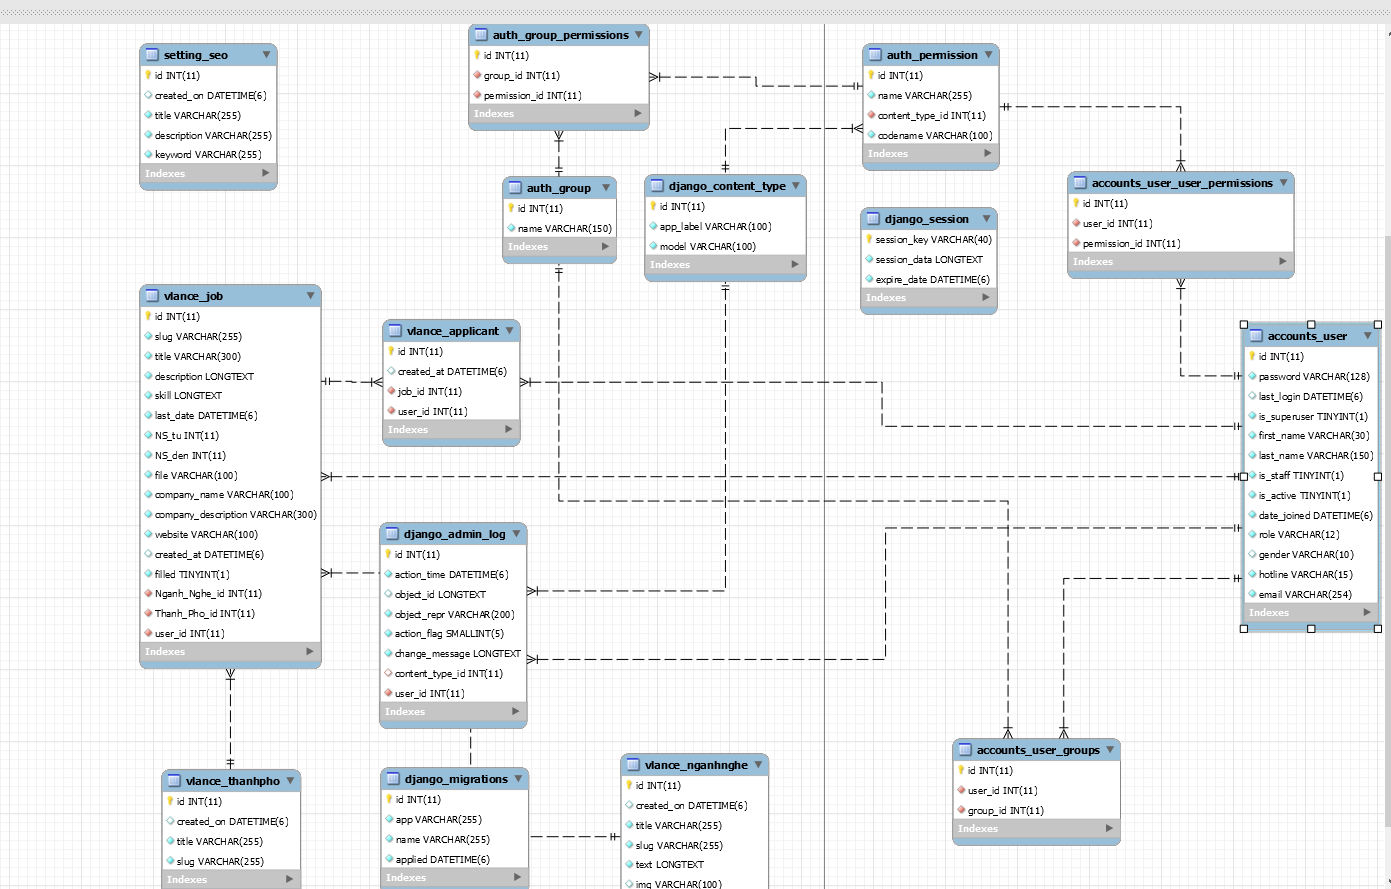 setting_seo
id INT(11)
created_on DATETIME(6)
title VARCHAR(255)
description VARCHAR(255)
keyword VARCHAR(255)
Indexes
auth_group_permissions
id INT(11)
group_id INT(11)
permission_id INT(11)
Indexes
auth_permission
id INT(11)
name VARCHAR(255)
content_type_id INT(11)
codename VARCHAR(100)
Indexes
auth_group
id INT(11)
name VARCHAR(150)
Indexes
django_content_type
id INT(11)
app_label VARCHAR(100)
model VARCHAR(100)
Indexes
django_session
session_key VARCHAR(40)
session_data LONGTEXT
expire_date DATETIME(6)
Indexes
accounts_user_user_permissions
id INT(11)
user_id INT(11)
permission_id INT(11)
Indexes
vlance_job
id INT(11)
slug VARCHAR(255)
title VARCHAR(300)
description LONGTEXT
skill LONGTEXT
last_date DATETIME(6)
NS_tu INT(11)
NS_den INT(11)
file VARCHAR(100)
company_name VARCHAR(100)
company_description VARCHAR(300)
website VARCHAR(100)
created_at DATETIME(6)
filled TINYINT(1)
Nganh_Nghe_id INT(11)
Thanh_Pho_id INT(11)
user_id INT(11)
Indexes
vlance_applicant
id INT(11)
created_at DATETIME(6)
job_id INT(11)
user_id INT(11)
Indexes
accounts_user
id INT(11)
password VARCHAR(128)
last_login DATETIME(6)
is_superuser TINYINT(1)
first_name VARCHAR(30)
last_name VARCHAR(150)
is_staff TINYINT(1)
is_active TINYINT(1)
date_joined DATETIME(6)
role VARCHAR(12)
gender VARCHAR(10)
hotline VARCHAR(15)
email VARCHAR(254)
Indexes
django_admin_log
id INT(11)
action_time DATETIME(6)
object_id LONGTEXT
object_repr VARCHAR(200)
action_flag SMALLINT(5)
change_message LONGTEXT
content_type_id INT(11)
user_id INT(11)
Indexes
vlance_thanhpho
id INT(11)
created_on DATETIME(6)
title VARCHAR(255)
slug VARCHAR(255)
Indexes
django_migrations
id INT(11)
app VARCHAR(255)
name VARCHAR(255)
applied DATETIME(6)
Indexes
vlance_nganhnghe
id INT(11)
created_on DATETIME(6)
title VARCHAR(255)
slug VARCHAR(255)
text LONGTEXT
img VARCHAR(100)
accounts_user_groups
id INT(11)
user_id INT(11)
group_id INT(11)
Indexes